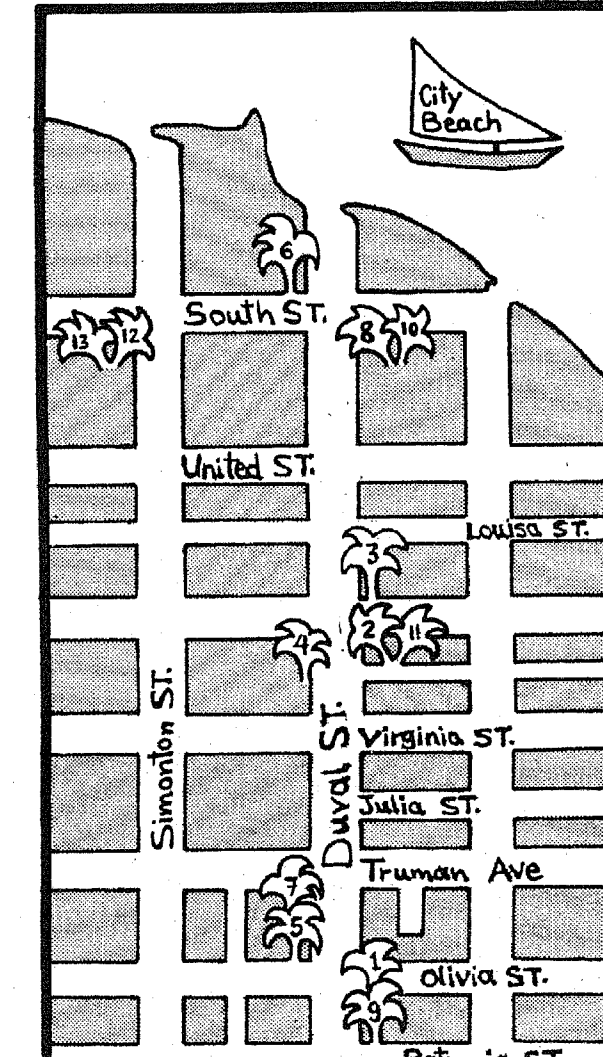 City
Beach
6
South ST.
13 12
8 10
United ST.
Louisa ST.
3
2 11
4
Simonton ST.
Duval ST.
Virginia ST.
Julia ST.
Truman Ave
7
5
1
Olivia ST.
9